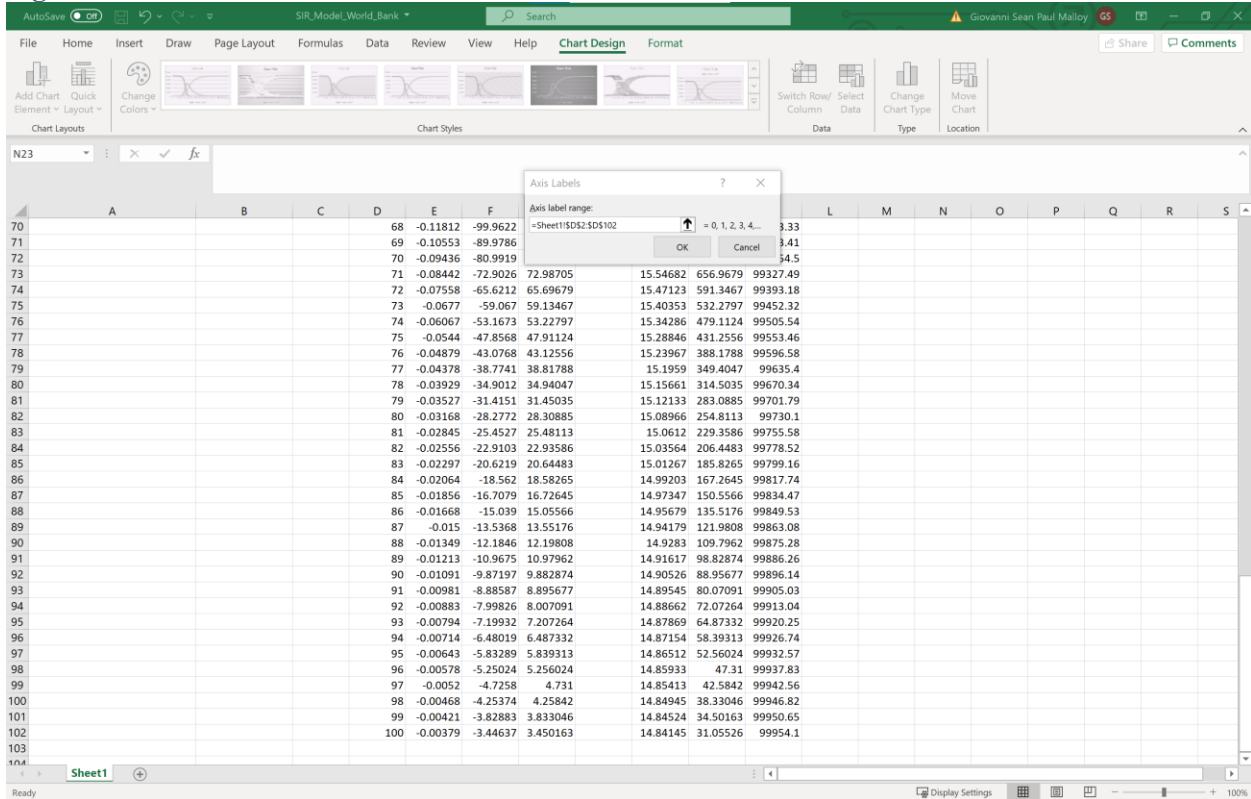 AutoSave Off SIR_Model_World_Bank Search Giovanni Sean Paul Malloy GS
File Home Insert Draw Page Layout Formulas Data Review View Help Chart Design Format Share Comments
Add Chart Element Quick Layout Change Colors Switch Row/ Column Select Data Change Chart Type Move Chart
Chart Layouts Chart Styles Data Type Location
N23 fx
Axis Labels ? ×
Axis label range:
=Sheet1!$D$2:$D$102 = 0, 1, 2, 3, 4,...
OK Cancel
A B C D E F L M N O P Q R S
70 68 -0.11812 -99.9622 3.33
71 69 -0.10553 -89.9786 3.41
72 70 -0.09436 -80.9919 54.5
73 71 -0.08442 -72.9026 72.98705 15.54682 656.9679 99327.49
74 72 -0.07558 -65.6212 65.69679 15.47123 591.3467 99393.18
75 73 -0.0677 -59.067 59.13467 15.40353 532.2797 99452.32
76 74 -0.06067 -53.1673 53.22797 15.34286 479.1124 99505.54
77 75 -0.0544 -47.8568 47.91124 15.28846 431.2556 99553.46
78 76 -0.04879 -43.0768 43.12556 15.23967 388.1788 99596.58
79 77 -0.04378 -38.7741 38.81788 15.1959 349.4047 99635.4
80 78 -0.03929 -34.9012 34.94047 15.15661 314.5035 99670.34
81 79 -0.03527 -31.4151 31.45035 15.12133 283.0885 99701.79
82 80 -0.03168 -28.2772 28.30885 15.08966 254.8113 99730.1
83 81 -0.02845 -25.4527 25.48113 15.0612 229.3586 99755.58
84 82 -0.02556 -22.9103 22.93586 15.03564 206.4483 99778.52
85 83 -0.02297 -20.6219 20.64483 15.01267 185.8265 99799.16
86 84 -0.02064 -18.562 18.58265 14.99203 167.2645 99817.74
87 85 -0.01856 -16.7079 16.72645 14.97347 150.5566 99834.47
88 86 -0.01668 -15.039 15.05566 14.95679 135.5176 99849.53
89 87 -0.015 -13.5368 13.55176 14.94179 121.9808 99863.08
90 88 -0.01349 -12.1846 12.19808 14.9283 109.7962 99875.28
91 89 -0.01213 -10.9675 10.97962 14.91617 98.82874 99886.26
92 90 -0.01091 -9.87197 9.882874 14.90526 88.95677 99896.14
93 91 -0.00981 -8.88587 8.895677 14.89545 80.07091 99905.03
94 92 -0.00883 -7.99826 8.007091 14.88662 72.07264 99913.04
95 93 -0.00794 -7.19932 7.207264 14.87869 64.87332 99920.25
96 94 -0.00714 -6.48019 6.487332 14.87154 58.39313 99926.74
97 95 -0.00643 -5.83289 5.839313 14.86512 52.56024 99932.57
98 96 -0.00578 -5.25024 5.256024 14.85933 47.31 99937.83
99 97 -0.0052 -4.7258 4.731 14.85413 42.5842 99942.56
100 98 -0.00468 -4.25374 4.25842 14.84945 38.33046 99946.82
101 99 -0.00421 -3.82883 3.833046 14.84524 34.50163 99950.65
102 100 -0.00379 -3.44637 3.450163 14.84145 31.05526 99954.1
103
104
Sheet1
Ready Display Settings 100%